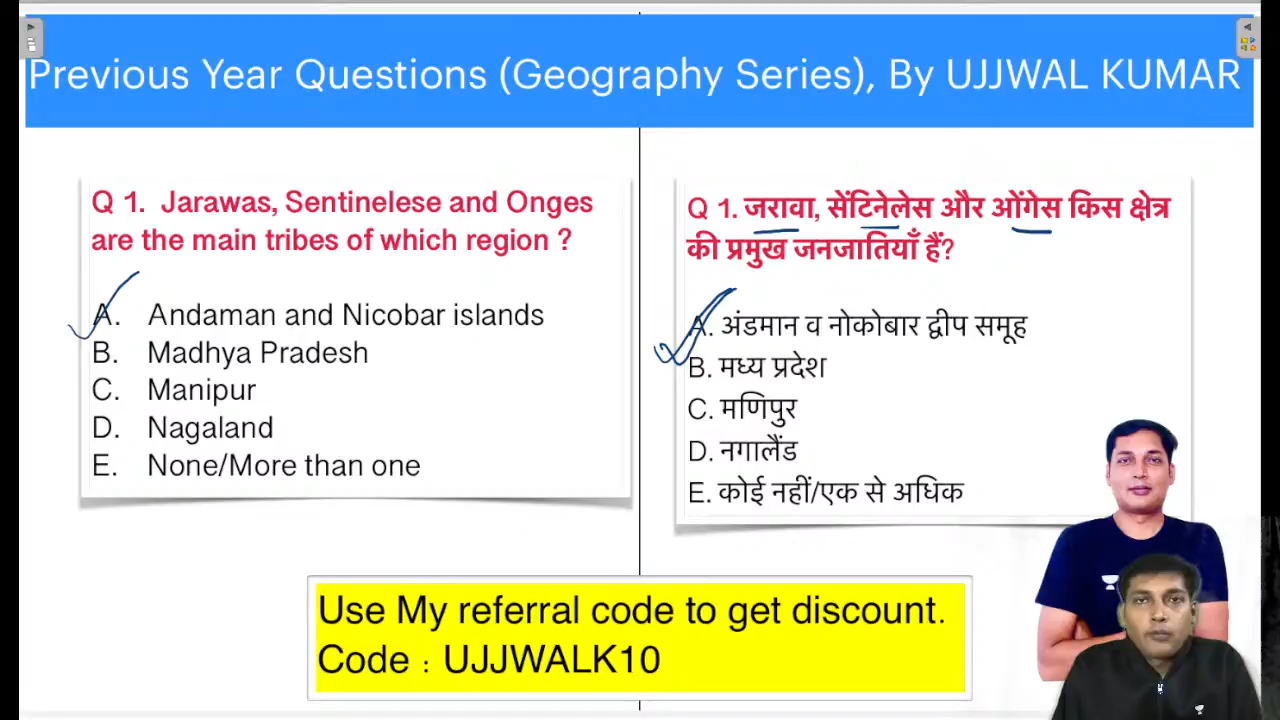 Previous Year Questions (Geography Series), By UJJWAL KUMAR
Q 1. Jarawas, Sentinelese and Onges
are the main tribes of which region ?
A. Andaman and Nicobar islands
B. Madhya Pradesh
C. Manipur
D. Nagaland
E. None/More than one
Q 1. जरावा, सेंटिनेलेस और ओंगेस किस क्षेत्र
की प्रमुख जनजातियाँ हैं?
A. अंडमान व नोकोबार द्वीप समूह
B. मध्य प्रदेश
C. मणिपुर
D. नगालैंड
E. कोई नहीं/एक से अधिक
Use My referral code to get discount.
Code : UJJWALK10